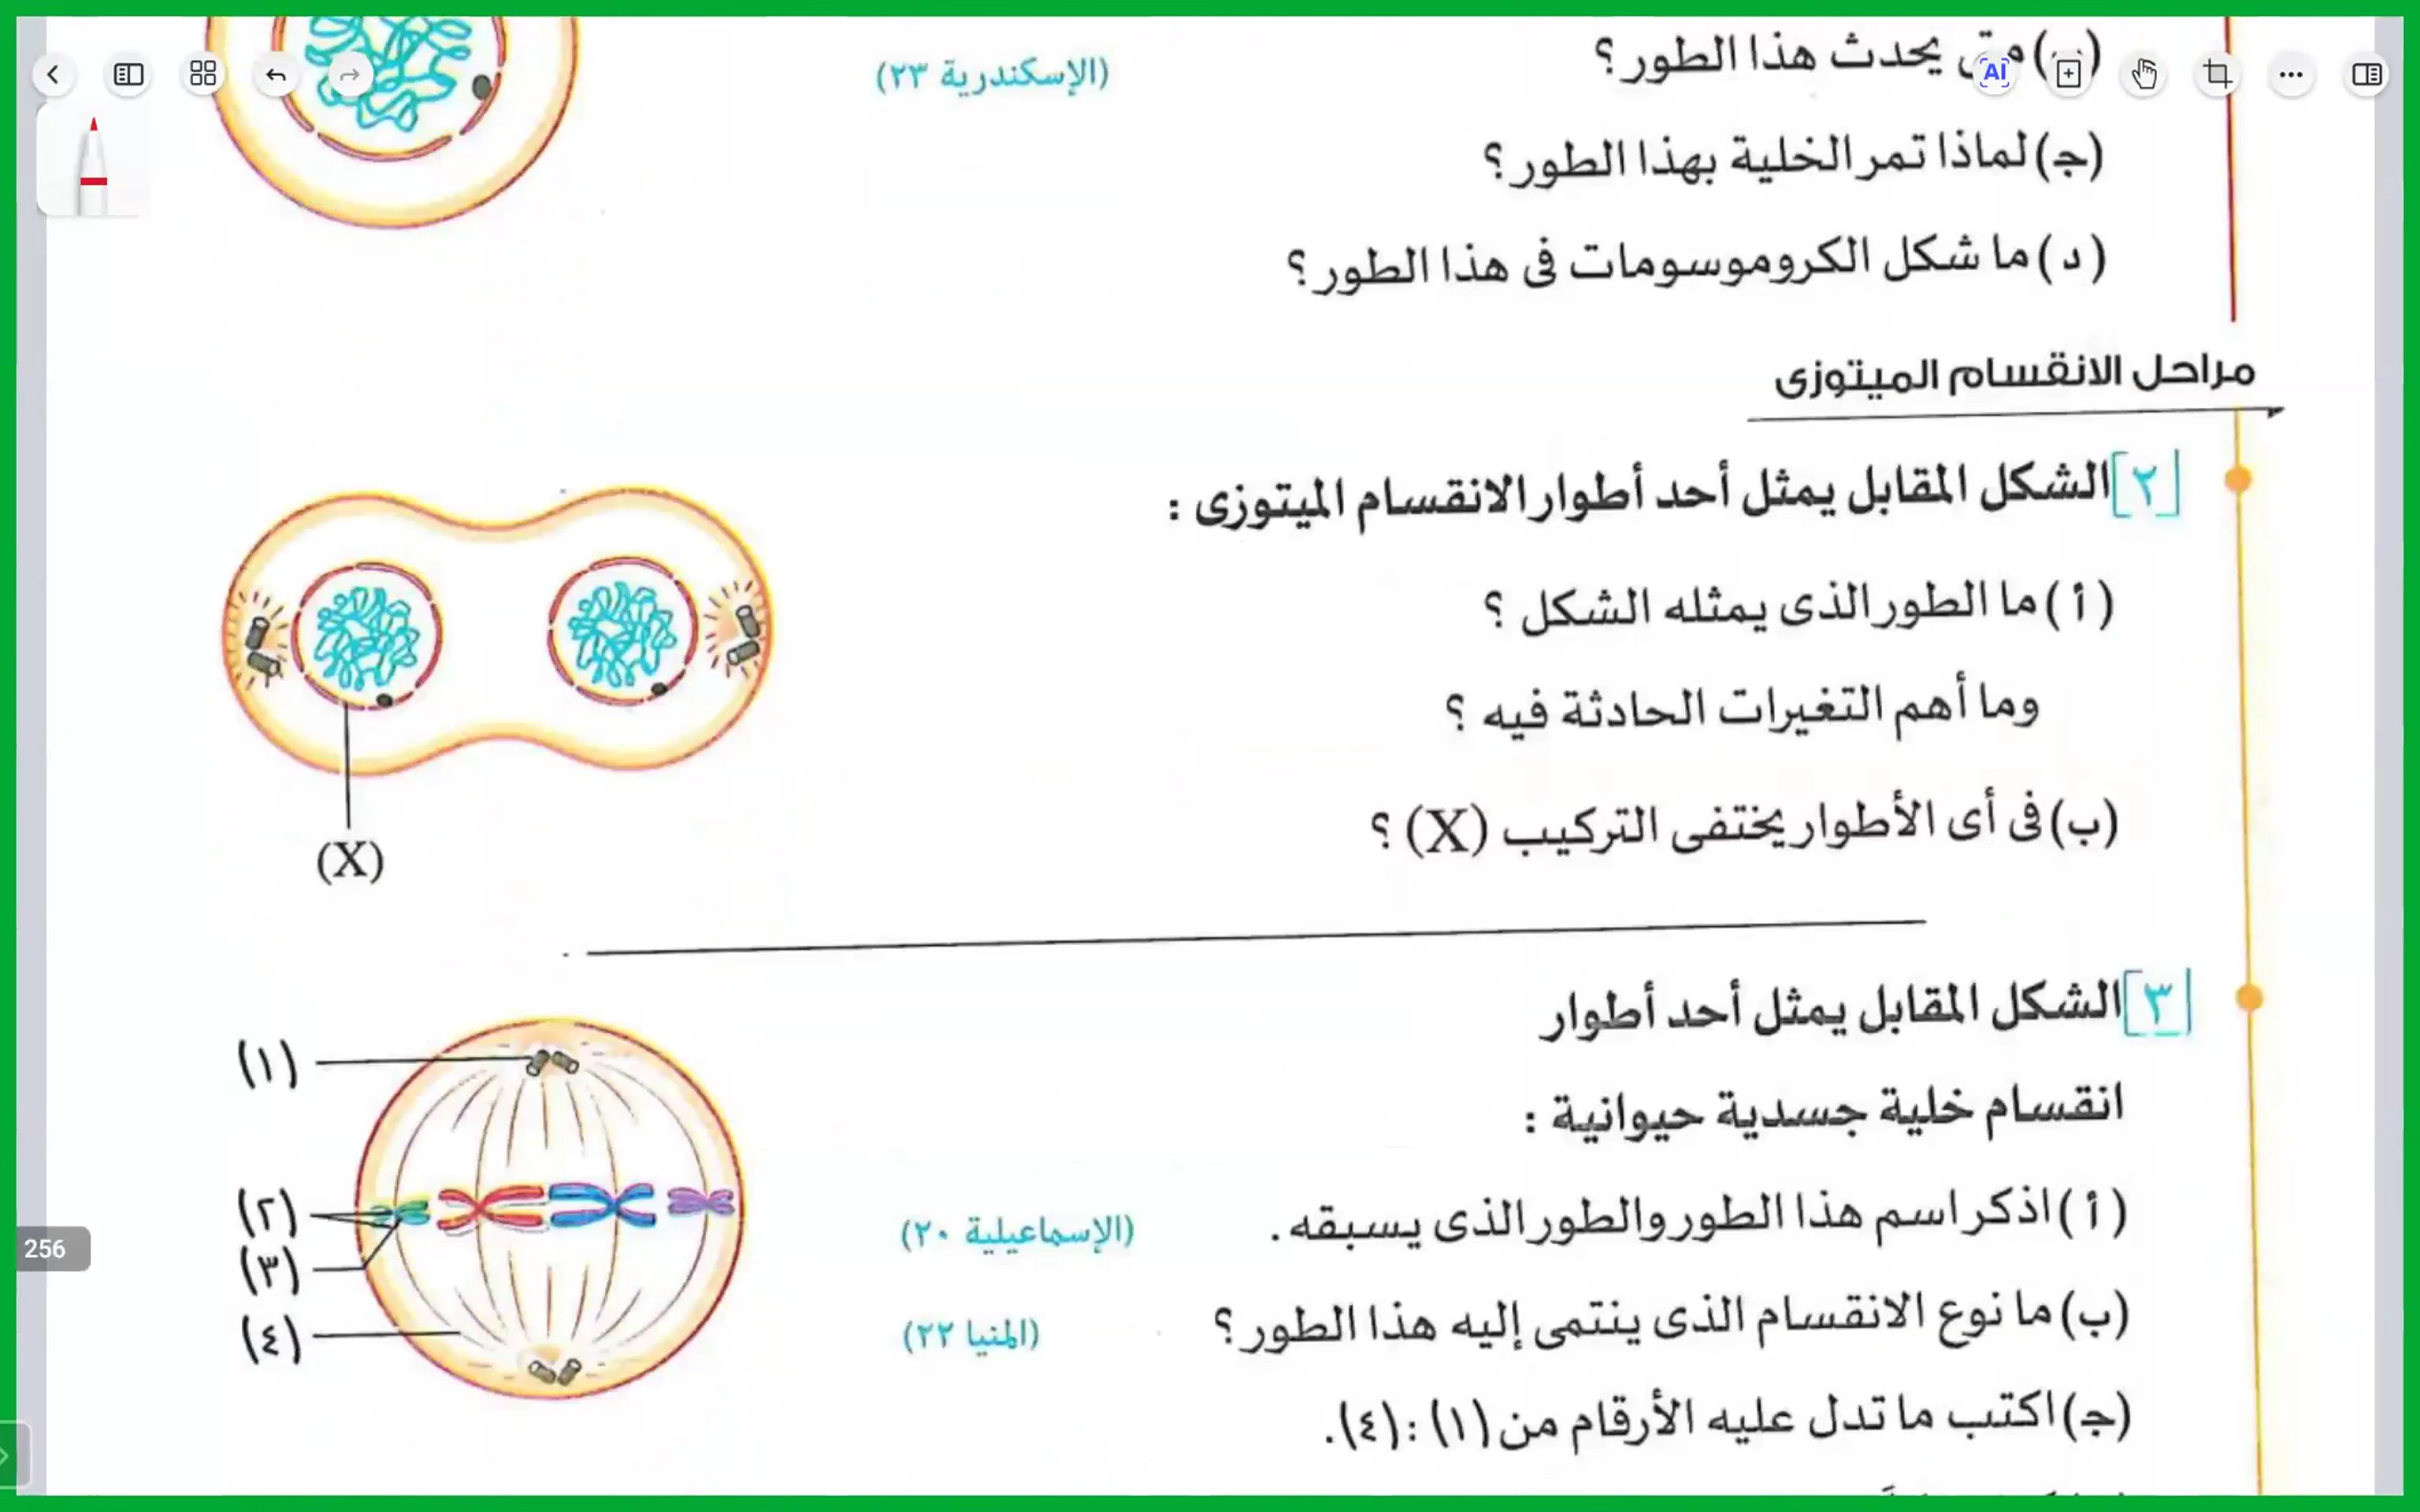 (ب) متى يحدث هذا الطور؟
(الإسكندرية ٢٣)
AI
(ج) لماذا تمر الخلية بهذا الطور؟
(د) ما شكل الكروموسومات فى هذا الطور؟
مراحل الانقسام الميتوزى
[٢] الشكل المقابل يمثل أحد أطوار الانقسام الميتوزى :
(أ) ما الطور الذى يمثله الشكل ؟
وما أهم التغيرات الحادثة فيه ؟
(ب) فى أى الأطوار يختفى التركيب (X) ؟
(X)
[٣] الشكل المقابل يمثل أحد أطوار
انقسام خلية جسدية حيوانية :
(أ) اذكر اسم هذا الطور والطور الذى يسبقه .
(الإسماعيلية ٢٠)
(ب) ما نوع الانقسام الذى ينتمى إليه هذا الطور؟
(المنيا ٢٢)
(ج) اكتب ما تدل عليه الأرقام من (١) : (٤).
(١)
(٢)
(٣)
(٤)
256